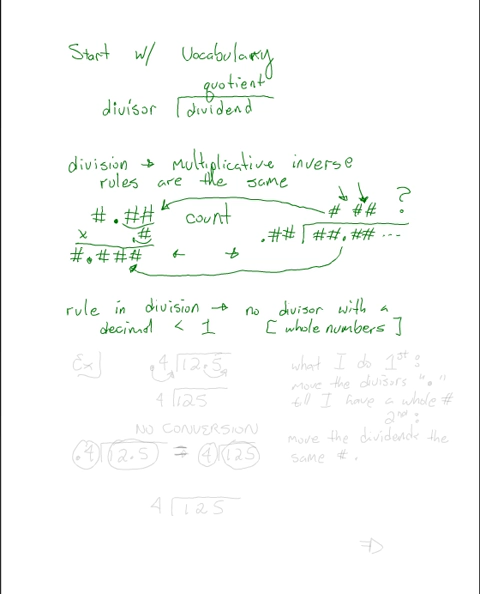 Start w/ Vocabulary
quotient
divisor dividend
division → multiplicative inverse
rules are the same
#.## count # ## ?
x .# .## ##.## ...
#.### ← →
rule in division → no divisor with a
decimal < 1 [whole numbers]
Ex] .4 12.5 what I do 1st:
move the divisors "."
4 125 till I have a whole #
2nd:
NO CONVERSION move the dividends the
.4 12.5 = 4 125 same #.
4 125